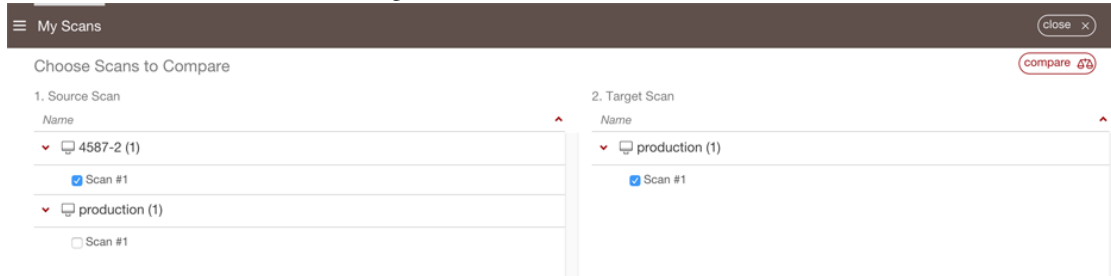 My Scans
close
Choose Scans to Compare
compare
1. Source Scan
Name
4587-2 (1)
Scan #1
production (1)
Scan #1
2. Target Scan
Name
production (1)
Scan #1